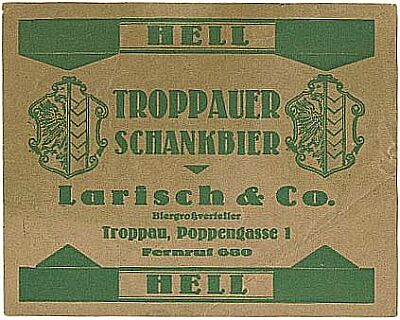 HELL
TROPPAUER
SCHANKBIER
Larisch & Co.
Biergroßverteiler
Troppau, Poppengasse 1
Fernruf 680
HELL